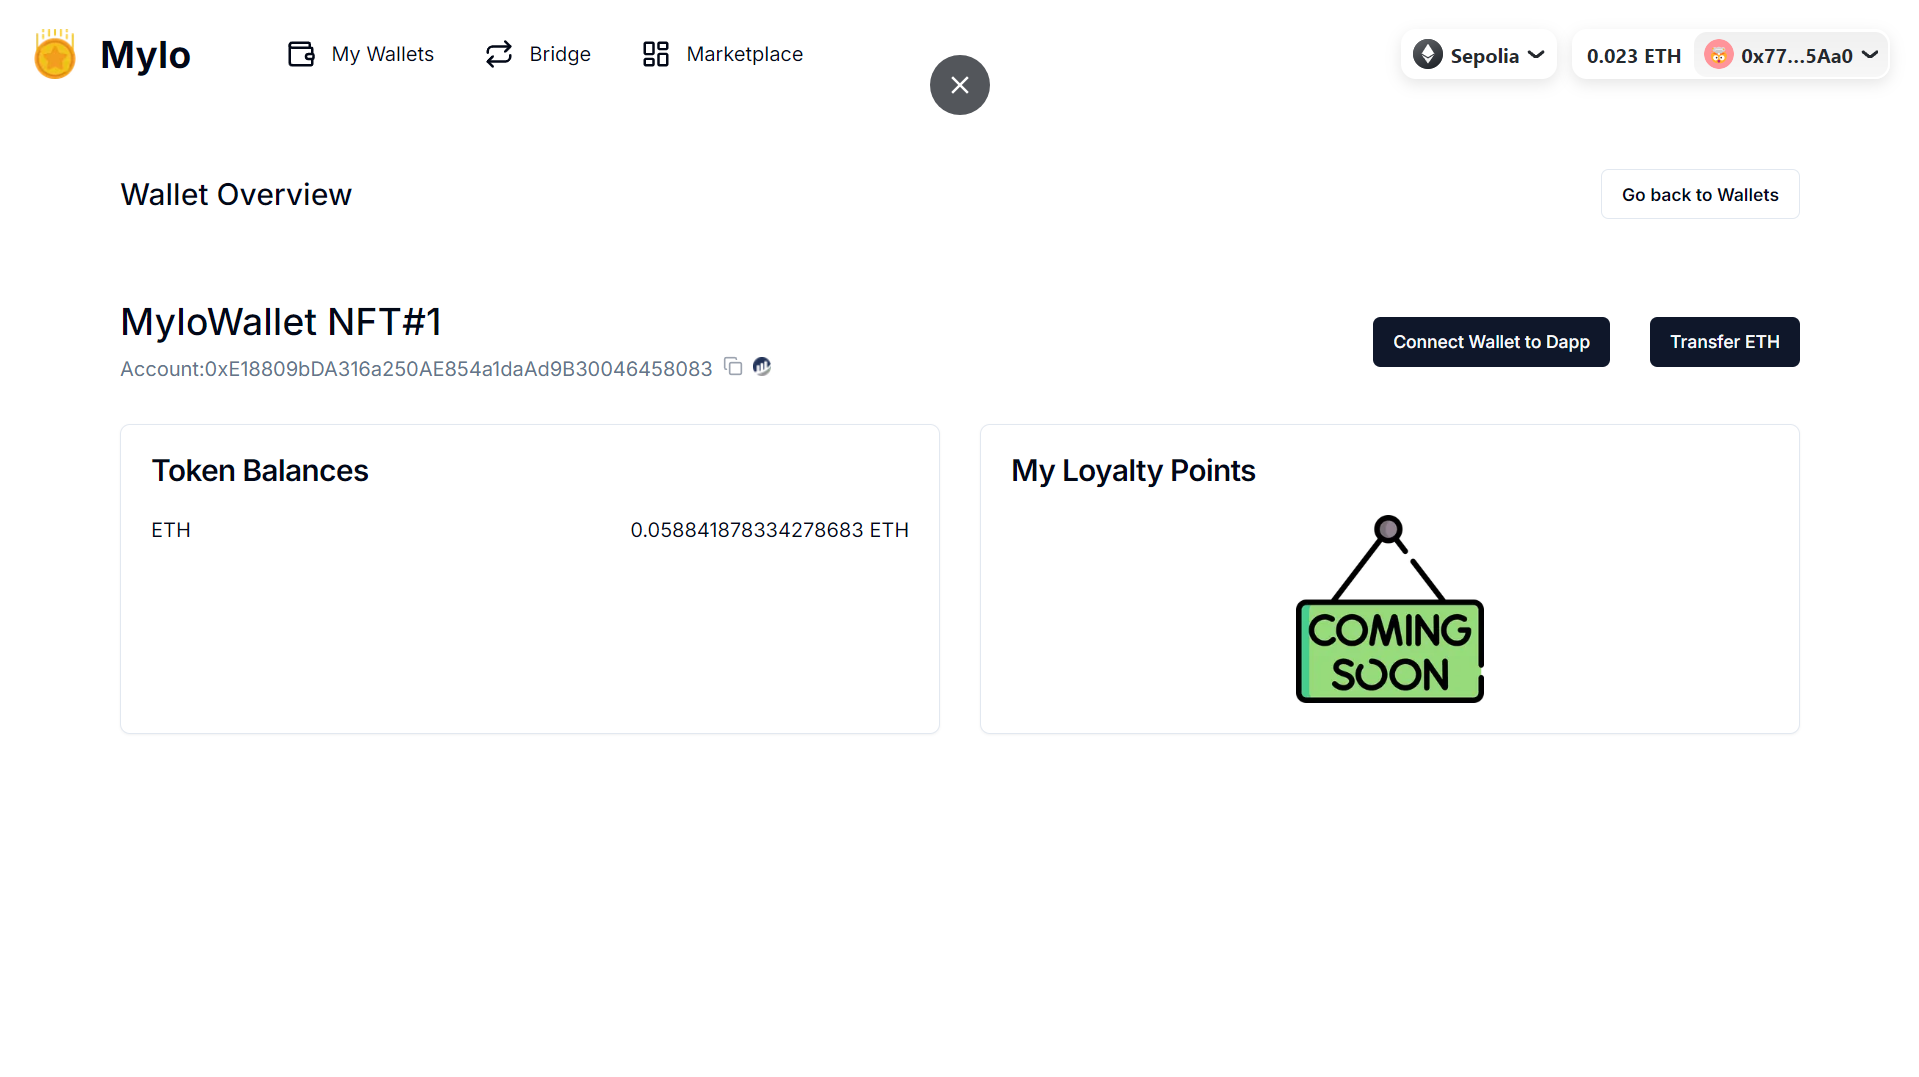 Mylo
My Wallets
Bridge
Marketplace
Sepolia
0.023 ETH
0x77...5Aa0
Wallet Overview
Go back to Wallets
MyloWallet NFT#1
Account:0xE18809bDA316a250AE854a1daAd9B30046458083
Connect Wallet to Dapp
Transfer ETH
Token Balances
ETH
0.058841878334278683 ETH
My Loyalty Points
COMING
SOON